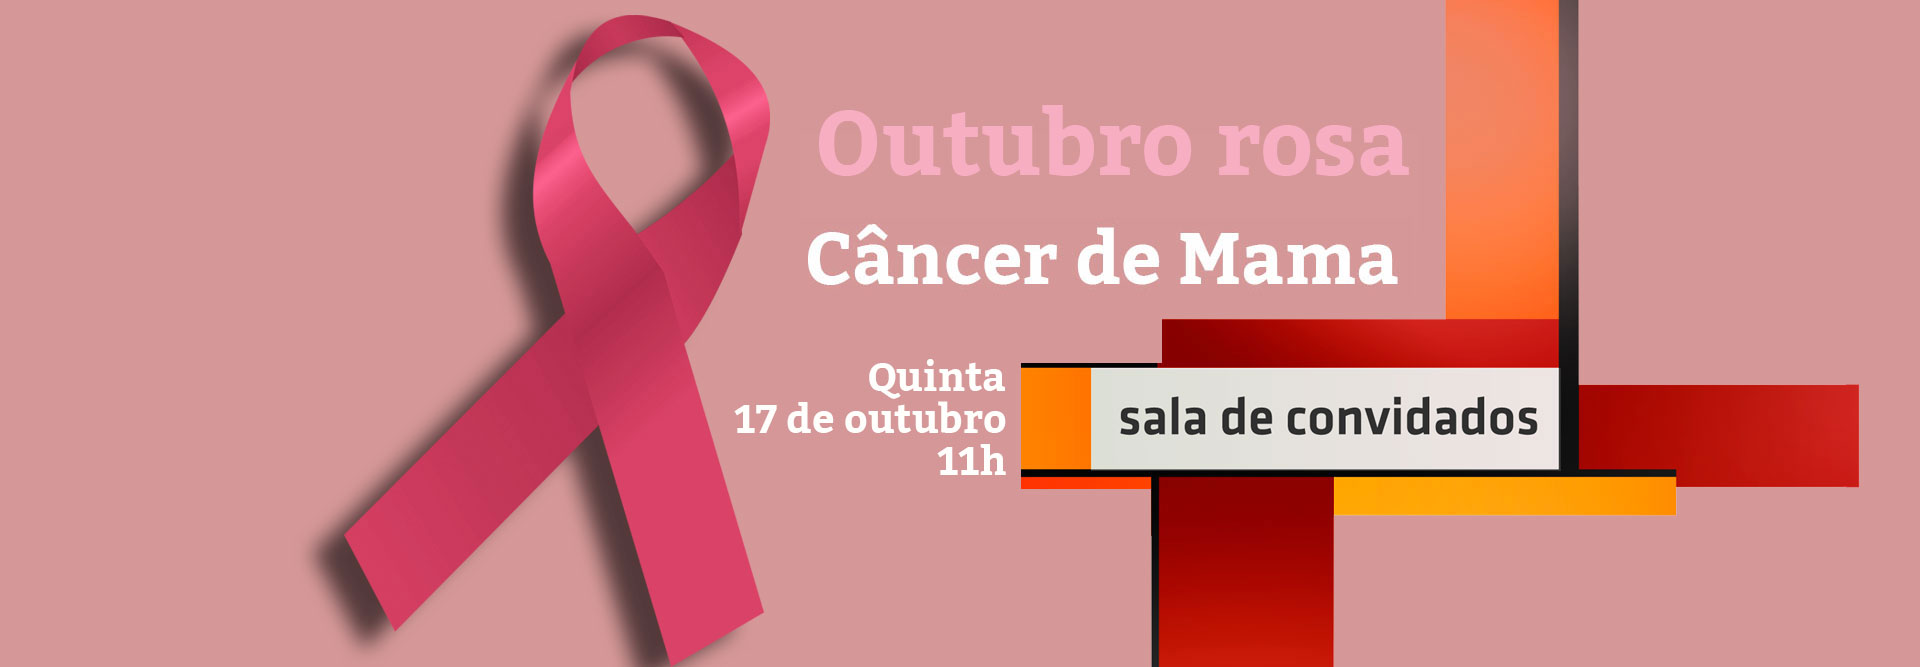 Outubro rosa
Câncer de Mama
Quinta
17 de outubro
11h
sala de convidados